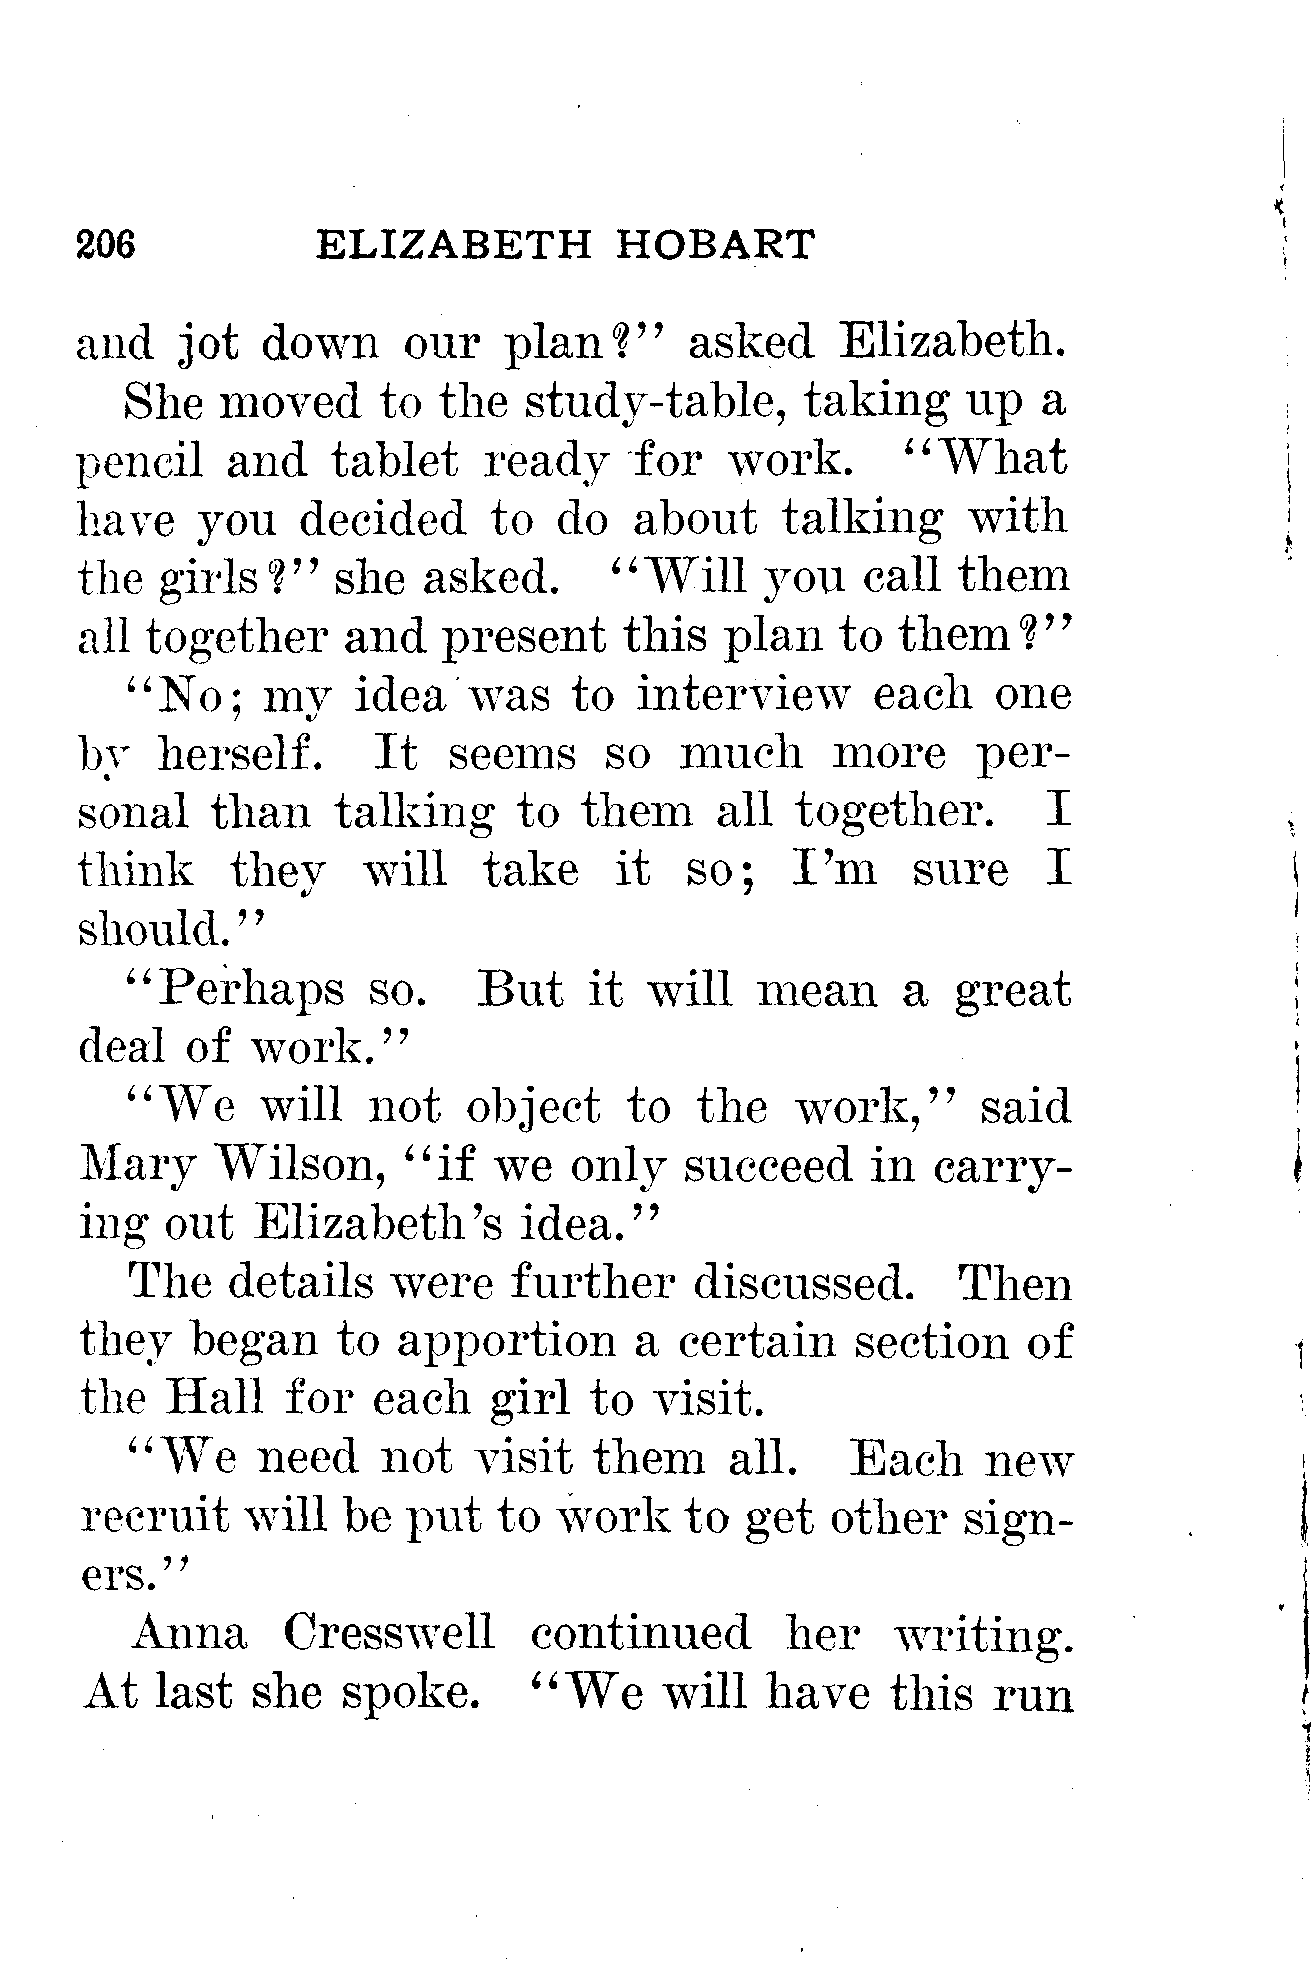 206 ELIZABETH HOBART
and jot down our plan?" asked Elizabeth.
She moved to the study-table, taking up a
pencil and tablet ready for work. "What
have you decided to do about talking with
the girls?" she asked. "Will you call them
all together and present this plan to them?"
"No; my idea was to interview each one
by herself. It seems so much more per-
sonal than talking to them all together. I
think they will take it so; I'm sure I
should."
"Perhaps so. But it will mean a great
deal of work."
"We will not object to the work," said
Mary Wilson, "if we only succeed in carry-
ing out Elizabeth's idea."
The details were further discussed. Then
they began to apportion a certain section of
the Hall for each girl to visit.
"We need not visit them all. Each new
recruit will be put to work to get other sign-
ers."
Anna Cresswell continued her writing.
At last she spoke. "We will have this run